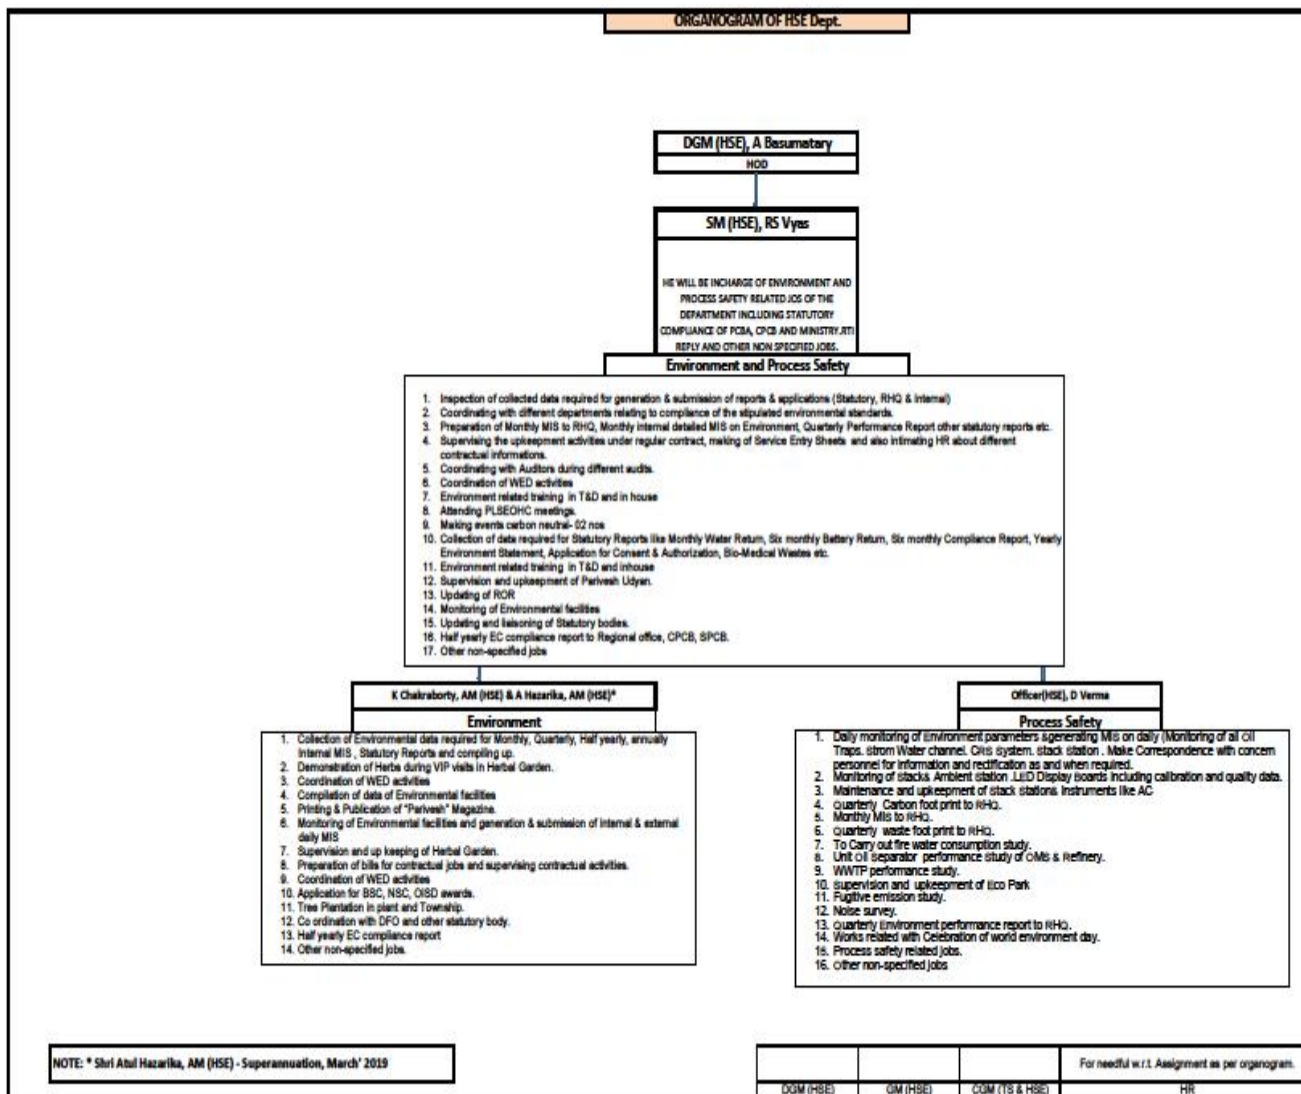 ORGANOGRAM OF HSE Dept.
DGM (HSE), A Basumatary
HOD
SM (HSE), RS Vyas
HE WILL BE INCHARGE OF ENVIRONMENT AND
PROCESS SAFETY RELATED JOS OF THE
DEPARTMENT INCLUDING STATUTORY
COMPLIANCE OF PCBA, CPCB AND MINISTRY.RTI
REPLY AND OTHER NON SPECIFIED JOBS.
Environment and Process Safety
1. Inspection of collected data required for generation & submission of reports & applications (Statutory, RHQ & Internal)
2. Coordinating with different departments relating to compliance of the stipulated environmental standards.
3. Preparation of Monthly MIS to RHQ, Monthly internal detailed MIS on Environment, Quarterly Performance Report other statutory reports etc.
4. Supervising the upkeepment activities under regular contract, making of Service Entry Sheets and also intimating HR about different
contractual informations.
5. Coordinating with Auditors during different audits.
6. Coordination of WED activities
7. Environment related training in T&D and in house
8. Attending PLSEOHC meetings.
9. Making events carbon neutral- 02 nos
10. Collection of data required for Statutory Reports like Monthly Water Return, Six monthly Battery Return, Six monthly Compliance Report, Yearly
Environment Statement, Application for Consent & Authorization, Bio-Medical Wastes etc.
11. Environment related training in T&D and inhouse
12. Supervision and upkeepment of Parivesh Udyan.
13. Updating of ROR
14. Monitoring of Environmental facilities
15. Updating and liasoning of Statutory bodies.
16. Half yearly EC compliance report to Regional office, CPCB, SPCB.
17. Other non-specified jobs
K Chakraborty, AM (HSE) & A Hazarika, AM (HSE)*
Environment
1. Collection of Environmental data required for Monthly, Quarterly, Half yearly, annually
Internal MIS , Statutory Reports and compiling up.
2. Demonstration of Herbs during VIP visits in Herbal Garden.
3. Coordination of WED activities
4. Compilation of data of Environmental facilities
5. Printing & Publication of "Parivesh" Magazine.
6. Monitoring of Environmental facilities and generation & submission of internal & external
daily MIS
7. Supervision and up keeping of Herbal Garden.
8. Preparation of bills for contractual jobs and supervising contractual activities.
9. Coordination of WED activities
10. Application for BSC, NSC, OISD awards.
11. Tree Plantation in plant and Township.
12. Co ordination with DFO and other statutory body.
13. Half yearly EC compliance report
14. Other non-specified jobs.
Officer(HSE), D Verma
Process Safety
1. Daily monitoring of Environment parameters &generating MIS on daily (Monitoring of all Oil
Traps. Strom Water channel. GRS System. Stack Station . Make Correspondence with concern
personnel for information and rectification as and when required.
2. Monitoring of Stack& Ambient Station .LED Display Boards including calibration and quality data.
3. Maintenance and upkeepment of Stack Station& Instruments like AC
4. Quarterly Carbon foot print to RHQ.
5. Monthly MIS to RHQ.
6. Quarterly waste foot print to RHQ.
7. To Carry out fire water consumption study.
8. Unit Oil Separator performance Study of OMS & Refinery.
9. WWTP performance study.
10. Supervision and upkeepment of Eco Park
11. Fugitive emission study.
12. Noise survey.
13. Quarterly Environment performance report to RHQ.
14. Works related with Celebration of world environment day.
15. Process safety related jobs.
16. Other non-specified jobs
NOTE: * Shri Atul Hazarika, AM (HSE) - Superannuation, March' 2019
For needful w.r.t. Assignment as per organogram.
DGM (HSE) GM (HSE) CGM (TS & HSE) HR